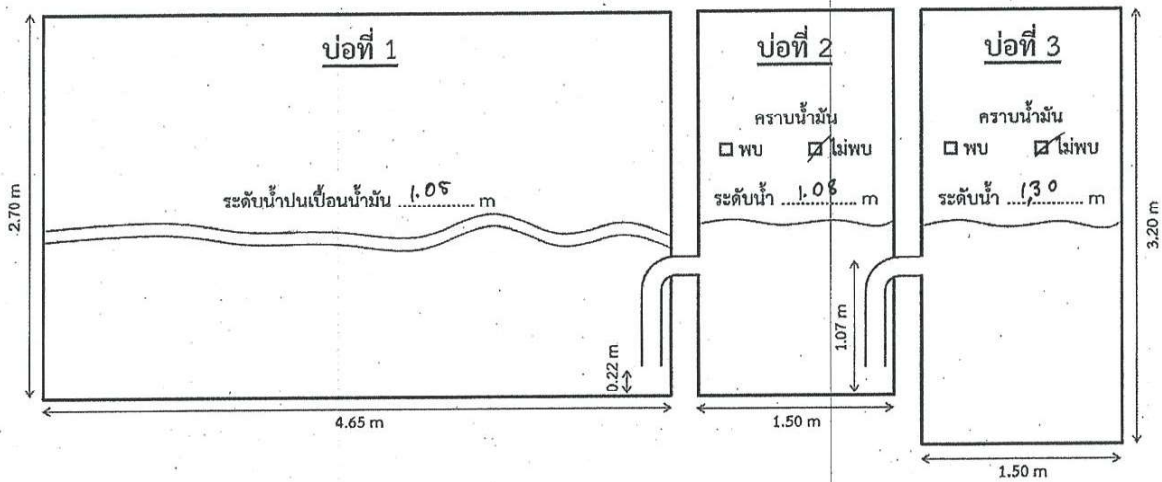 บ่อที่ 1
ระดับน้ำปนเปื้อนน้ำมัน 1.08 m
2.70 m
4.65 m
0.22 m
บ่อที่ 2
คราบน้ำมัน
พบ ไม่พบ
ระดับน้ำ 1.08 m
1.07 m
1.50 m
บ่อที่ 3
คราบน้ำมัน
พบ ไม่พบ
ระดับน้ำ 1,30 m
3.20 m
1.50 m